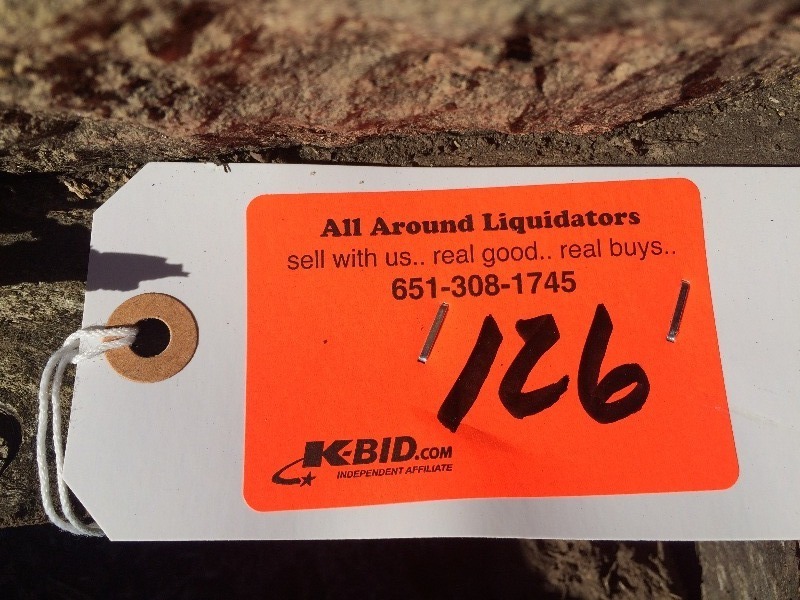 All Around Liquidators
sell with us.. real good.. real buys..
651-308-1745
126
K-BID.COM
INDEPENDENT AFFILIATE